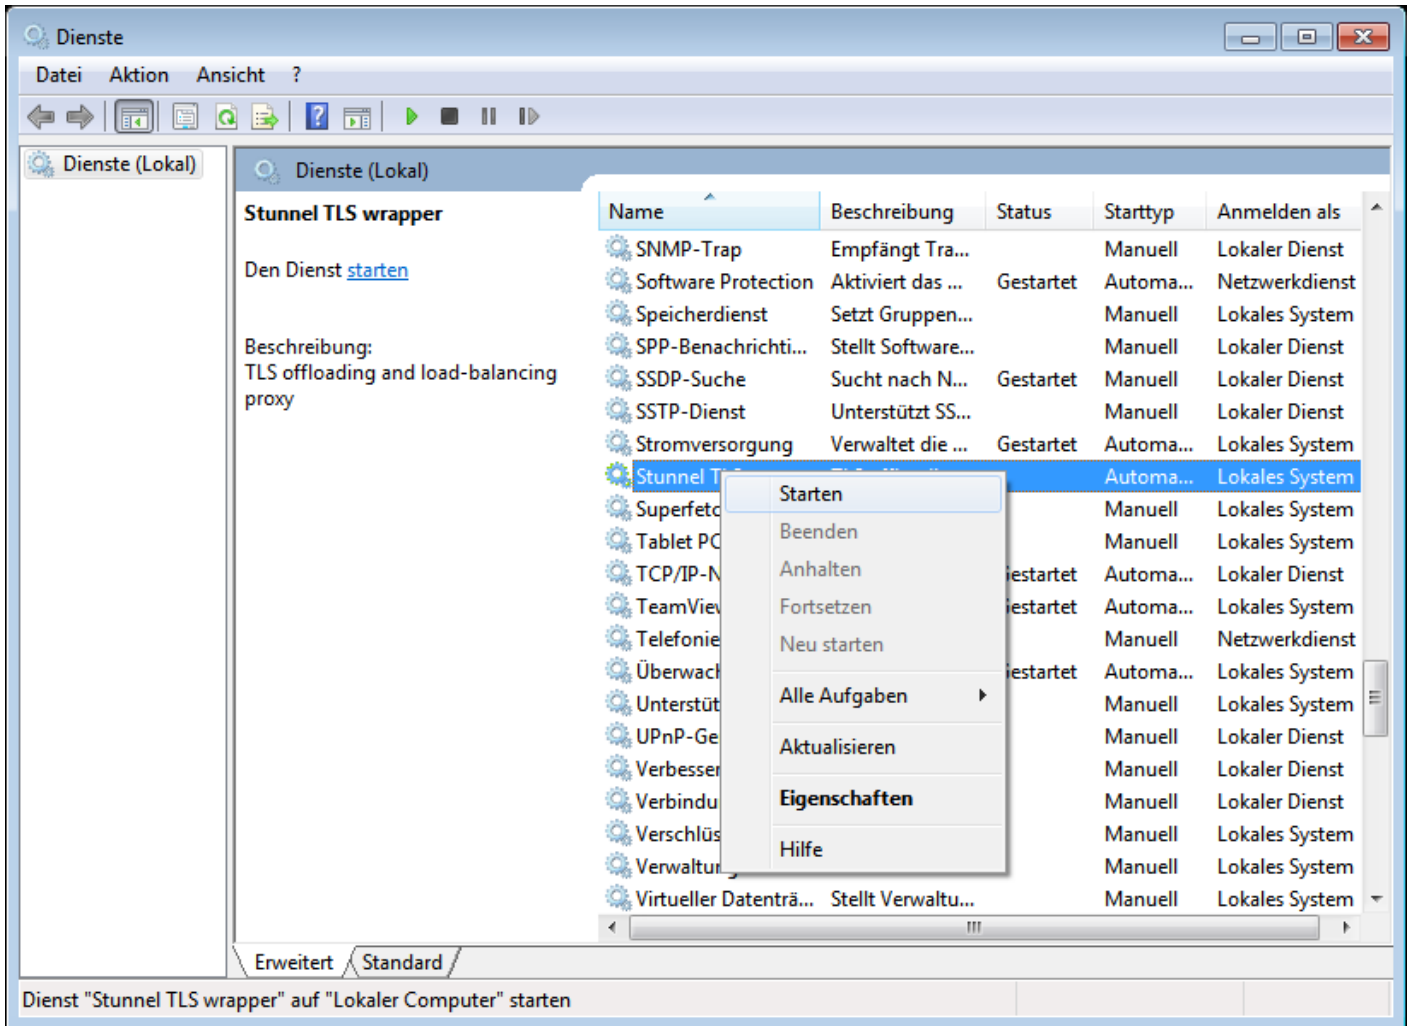 Dienste
Datei Aktion Ansicht ?
Dienste (Lokal)
Dienste (Lokal)
Stunnel TLS wrapper
Den Dienst starten
Beschreibung:
TLS offloading and load-balancing
proxy
Name Beschreibung Status Starttyp Anmelden als
SNMP-Trap Empfängt Tra... Manuell Lokaler Dienst
Software Protection Aktiviert das ... Gestartet Automa... Netzwerkdienst
Speicherdienst Setzt Gruppen... Manuell Lokales System
SPP-Benachrichti... Stellt Software... Manuell Lokaler Dienst
SSDP-Suche Sucht nach N... Gestartet Manuell Lokaler Dienst
SSTP-Dienst Unterstützt SS... Manuell Lokaler Dienst
Stromversorgung Verwaltet die ... Gestartet Automa... Lokales System
Stunnel Automa... Lokales System
Superfetc Manuell Lokales System
Tablet PC Manuell Lokales System
TCP/IP-N estartet Automa... Lokaler Dienst
TeamView estartet Automa... Lokales System
Telefonie Manuell Netzwerkdienst
Überwach estartet Automa... Lokales System
Unterstüt Manuell Lokales System
UPnP-Ge Manuell Lokaler Dienst
Verbesser Manuell Lokaler Dienst
Verbindu Manuell Lokaler Dienst
Verschlüs Manuell Lokales System
Verwaltung Manuell Lokales System
Virtueller Datenträ... Stellt Verwaltu... Manuell Lokales System
Starten
Beenden
Anhalten
Fortsetzen
Neu starten
Alle Aufgaben
Aktualisieren
Eigenschaften
Hilfe
Erweitert Standard
Dienst "Stunnel TLS wrapper" auf "Lokaler Computer" starten